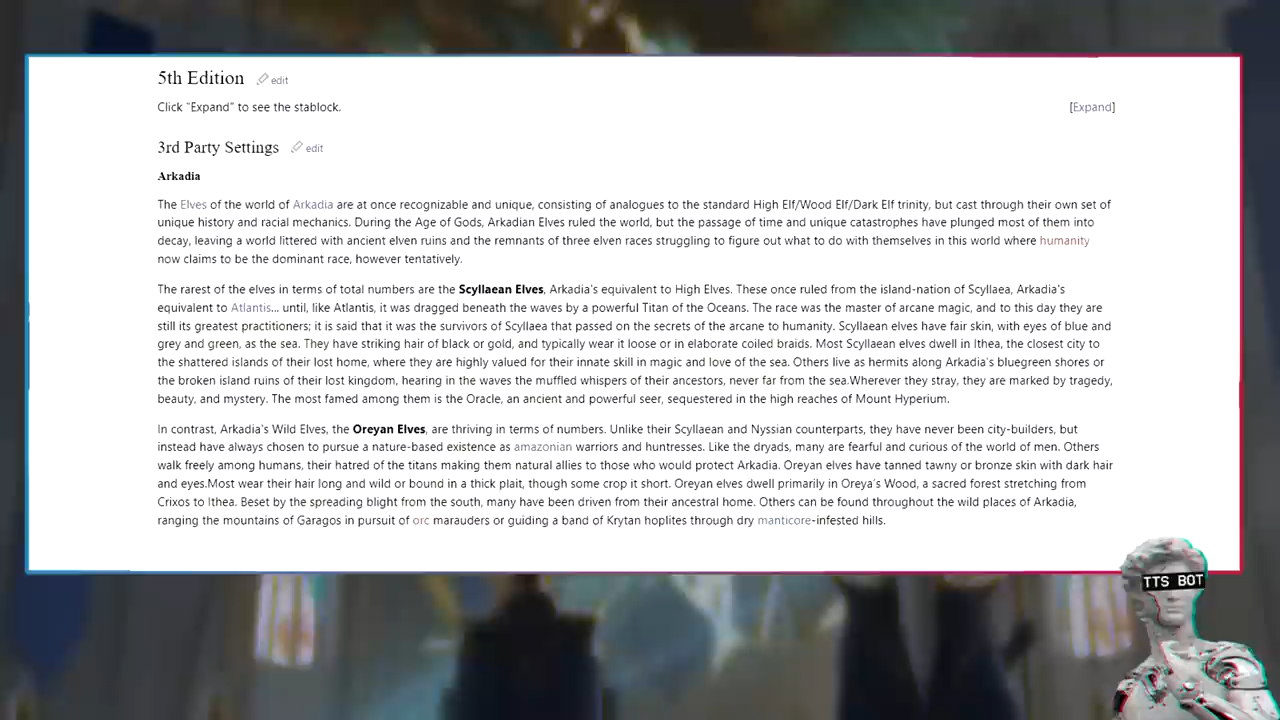 5th Edition edit
Click "Expand" to see the stablock. [Expand]
3rd Party Settings edit
Arkadia
The Elves of the world of Arkadia are at once recognizable and unique, consisting of analogues to the standard High Elf/Wood Elf/Dark Elf trinity, but cast through their own set of
unique history and racial mechanics. During the Age of Gods, Arkadian Elves ruled the world, but the passage of time and unique catastrophes have plunged most of them into
decay, leaving a world littered with ancient elven ruins and the remnants of three elven races struggling to figure out what to do with themselves in this world where humanity
now claims to be the dominant race, however tentatively.
The rarest of the elves in terms of total numbers are the Scyllaean Elves, Arkadia's equivalent to High Elves. These once ruled from the island-nation of Scyllaea, Arkadia's
equivalent to Atlantis... until, like Atlantis, it was dragged beneath the waves by a powerful Titan of the Oceans. The race was the master of arcane magic, and to this day they are
still its greatest practitioners; it is said that it was the survivors of Scyllaea that passed on the secrets of the arcane to humanity. Scyllaean elves have fair skin, with eyes of blue and
grey and green, as the sea. They have striking hair of black or gold, and typically wear it loose or in elaborate coiled braids. Most Scyllaean elves dwell in Ithea, the closest city to
the shattered islands of their lost home, where they are highly valued for their innate skill in magic and love of the sea. Others live as hermits along Arkadia's bluegreen shores or
the broken island ruins of their lost kingdom, hearing in the waves the muffled whispers of their ancestors, never far from the sea.Wherever they stray, they are marked by tragedy,
beauty, and mystery. The most famed among them is the Oracle, an ancient and powerful seer, sequestered in the high reaches of Mount Hyperium.
In contrast, Arkadia's Wild Elves, the Oreyan Elves, are thriving in terms of numbers. Unlike their Scyllaean and Nyssian counterparts, they have never been city-builders, but
instead have always chosen to pursue a nature-based existence as amazonian warriors and huntresses. Like the dryads, many are fearful and curious of the world of men. Others
walk freely among humans, their hatred of the titans making them natural allies to those who would protect Arkadia. Oreyan elves have tanned tawny or bronze skin with dark hair
and eyes.Most wear their hair long and wild or bound in a thick plait, though some crop it short. Oreyan elves dwell primarily in Oreya's Wood, a sacred forest stretching from
Crixos to Ithea. Beset by the spreading blight from the south, many have been driven from their ancestral home. Others can be found throughout the wild places of Arkadia,
ranging the mountains of Garagos in pursuit of orc marauders or guiding a band of Krytan hoplites through dry manticore-infested hills.
TTS BOT